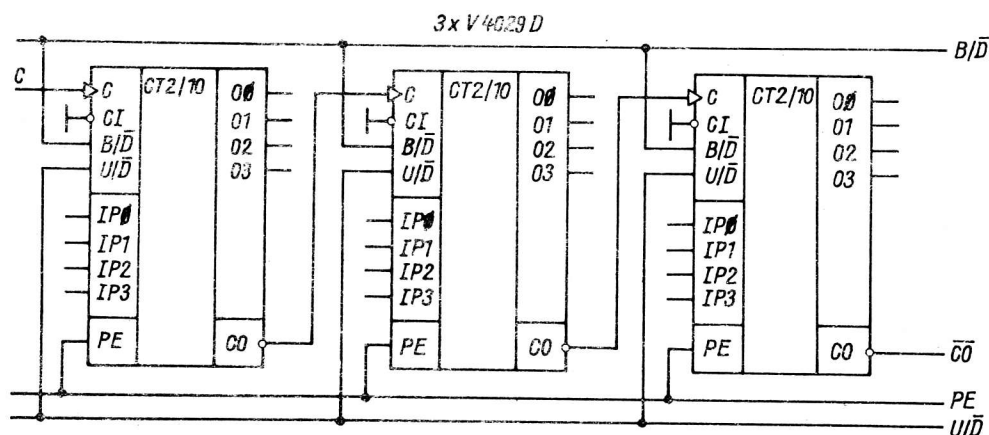 3 x V 4029 D
B/D̅
C
C CT2/10 O0
CI O1
B/D̅ O2
U/D̅ O3
IP0
IP1
IP2
IP3
PE CO
C CT2/10 O0
CI O1
B/D̅ O2
U/D̅ O3
IP0
IP1
IP2
IP3
PE CO
C CT2/10 O0
CI O1
B/D̅ O2
U/D̅ O3
IP0
IP1
IP2
IP3
PE CO
C̅O̅
PE
U/D̅